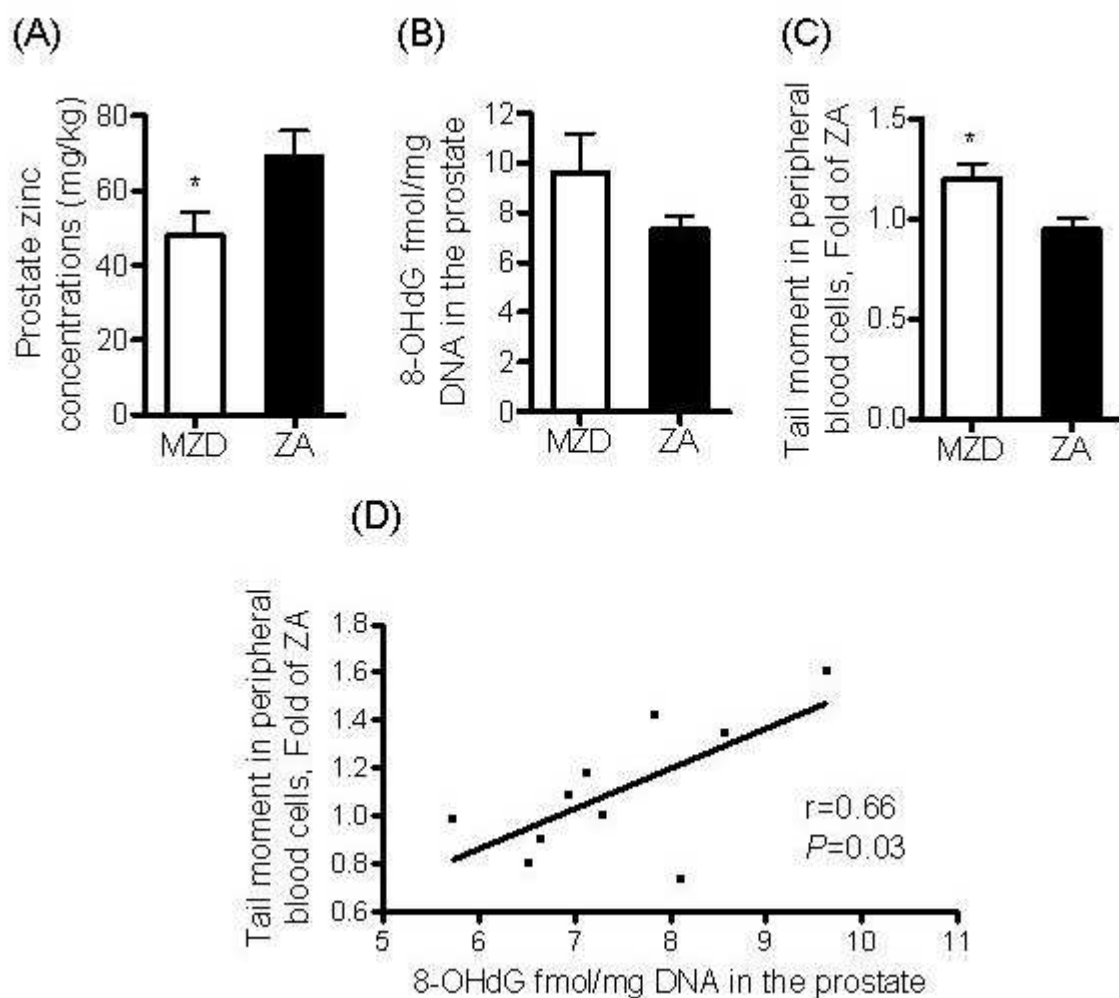 (A)
Prostate zinc
concentrations (mg/kg)
80
60
40
20
0
*
MZD ZA
(B)
8-OHdG fmol/mg
DNA in the prostate
12
10
8
6
4
2
0
MZD ZA
(C)
Tail moment in peripheral
blood cells, Fold of ZA
1.5
1.0
0.5
0.0
*
MZD ZA
(D)
Tail moment in peripheral
blood cells, Fold of ZA
1.8
1.6
1.4
1.2
1.0
0.8
0.6
r=0.66
P=0.03
5 6 7 8 9 10 11
8-OHdG fmol/mg DNA in the prostate